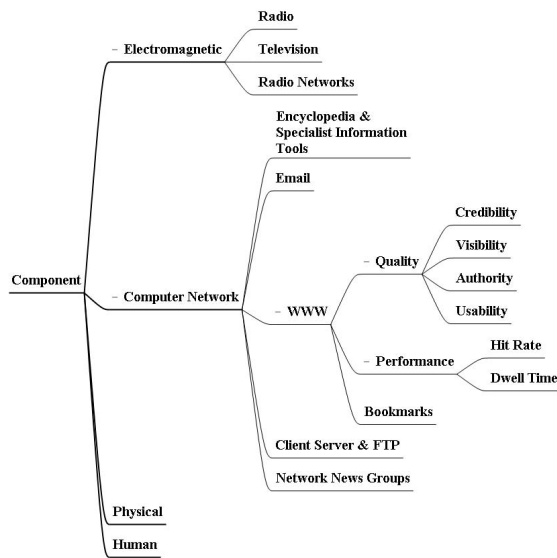 Radio
Electromagnetic
Television
Radio Networks
Encyclopedia &
Specialist Information
Tools
Email
Credibility
Visibility
Quality
Authority
Component
Computer Network
WWW
Usability
Hit Rate
Performance
Dwell Time
Bookmarks
Client Server & FTP
Network News Groups
Physical
Human